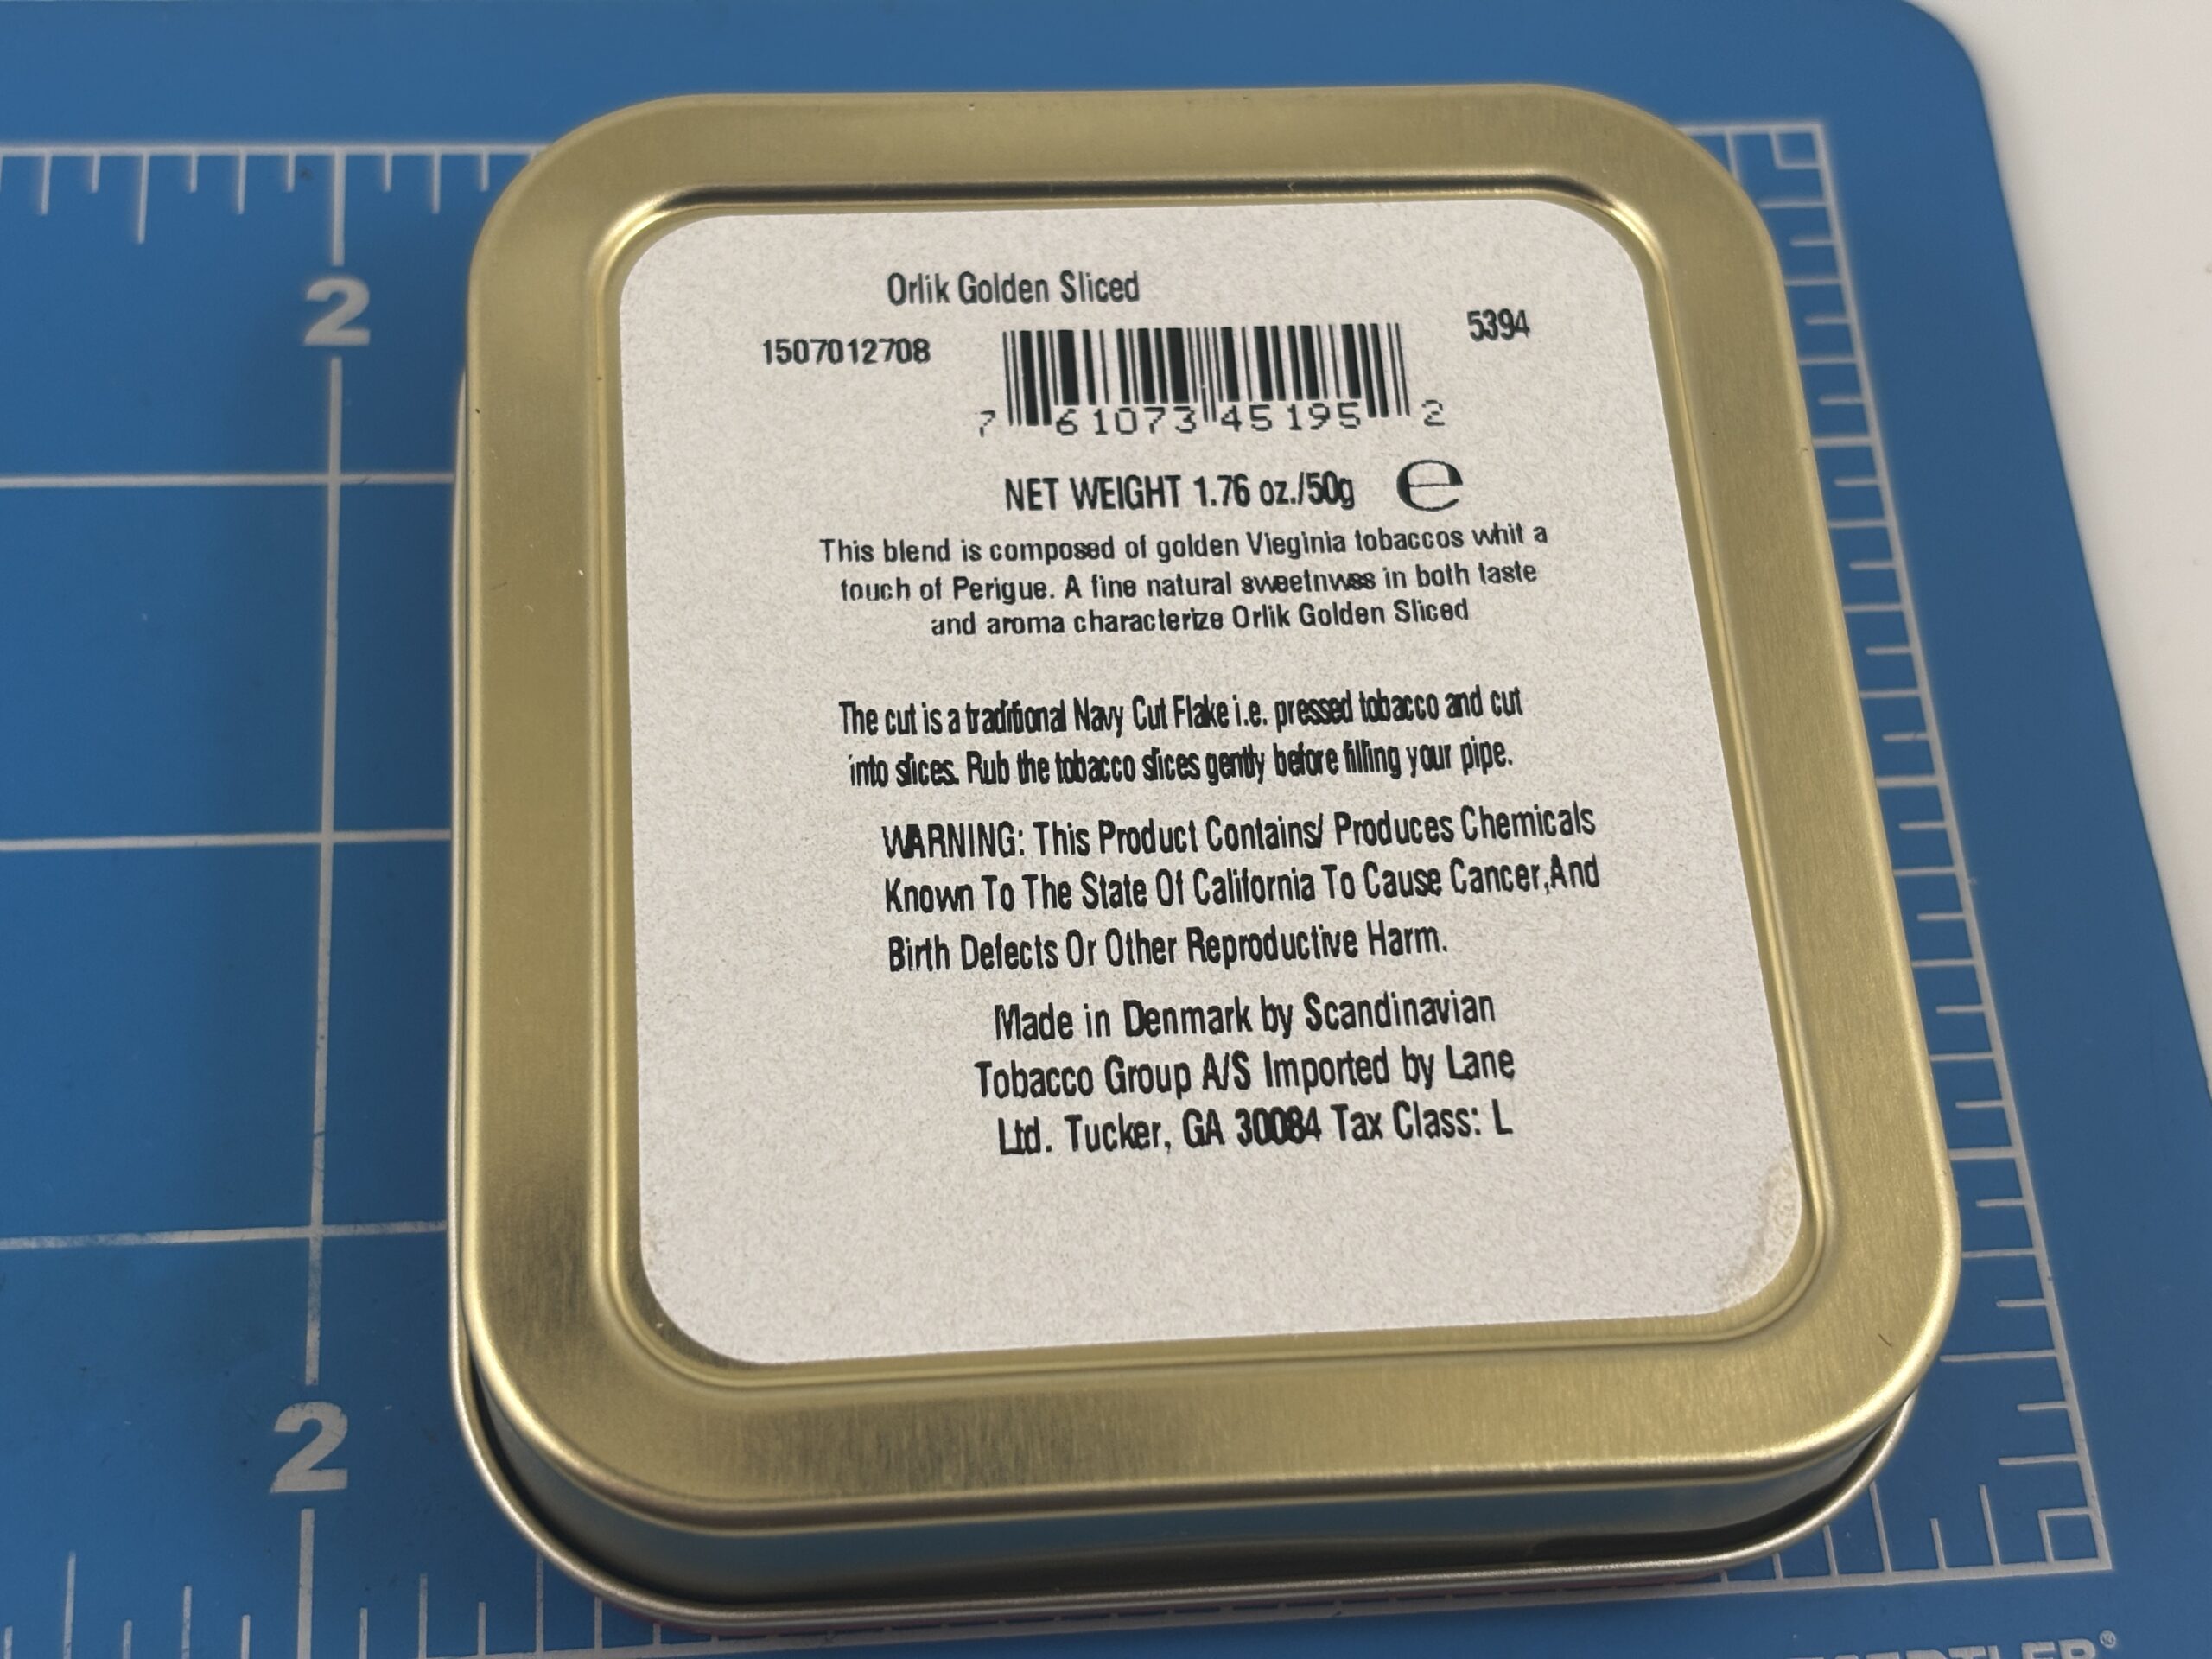 2
Orlik Golden Sliced
1507012708
5394
7 61073 45195 2
NET WEIGHT 1.76 oz./50g ℮
This blend is composed of golden Vieginia tobaccos whit a
touch of Perigue. A fine natural sweetnwss in both taste
and aroma characterize Orlik Golden Sliced
The cut is a traditional Navy Cut Flake i.e. pressed tobacco and cut
into slices. Rub the tobacco slices gently before filling your pipe.
WARNING: This Product Contains/ Produces Chemicals
Known To The State Of California To Cause Cancer,And
Birth Defects Or Other Reproductive Harm.
Made in Denmark by Scandinavian
Tobacco Group A/S Imported by Lane
Ltd. Tucker, GA 30084 Tax Class: L
2